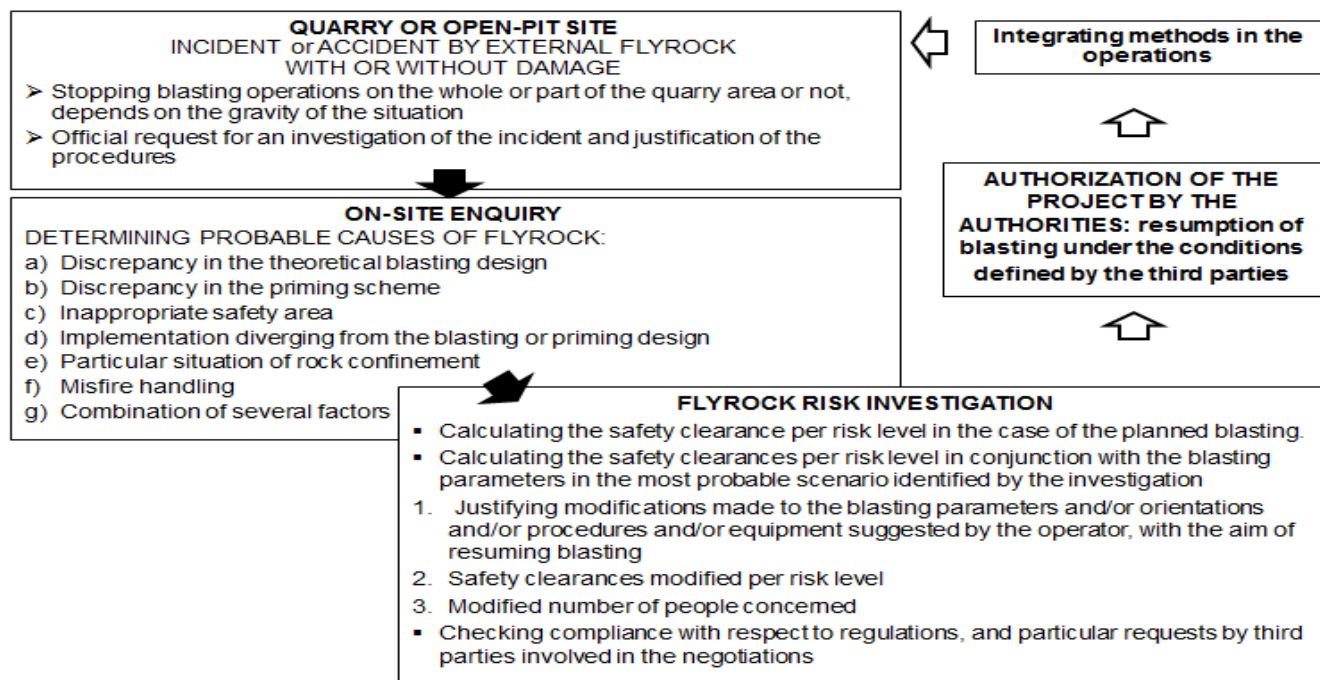 QUARRY OR OPEN-PIT SITE
INCIDENT or ACCIDENT BY EXTERNAL FLYROCK
WITH OR WITHOUT DAMAGE
➢ Stopping blasting operations on the whole or part of the quarry area or not,
depends on the gravity of the situation
➢ Official request for an investigation of the incident and justification of the
procedures
ON-SITE ENQUIRY
DETERMINING PROBABLE CAUSES OF FLYROCK:
a) Discrepancy in the theoretical blasting design
b) Discrepancy in the priming scheme
c) Inappropriate safety area
d) Implementation diverging from the blasting or priming design
e) Particular situation of rock confinement
f) Misfire handling
g) Combination of several factors
FLYROCK RISK INVESTIGATION
▪ Calculating the safety clearance per risk level in the case of the planned blasting.
▪ Calculating the safety clearances per risk level in conjunction with the blasting
parameters in the most probable scenario identified by the investigation
1. Justifying modifications made to the blasting parameters and/or orientations
and/or procedures and/or equipment suggested by the operator, with the aim of
resuming blasting
2. Safety clearances modified per risk level
3. Modified number of people concerned
▪ Checking compliance with respect to regulations, and particular requests by third
parties involved in the negotiations
AUTHORIZATION OF THE
PROJECT BY THE
AUTHORITIES: resumption of
blasting under the conditions
defined by the third parties
Integrating methods in the
operations